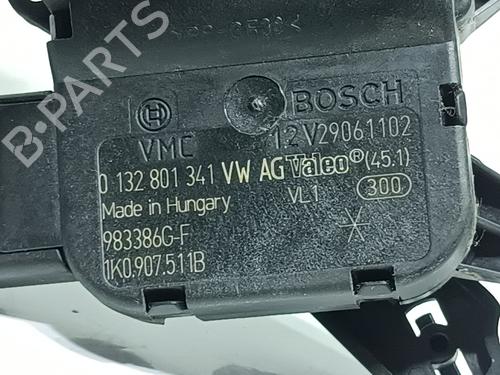 BOSCH
VMC 12V29061102
0 132 801 341 VW AG Valeo® (45.1)
Made in Hungary VL1 300
983386G-F
1K0.907.511B
B-PARTS